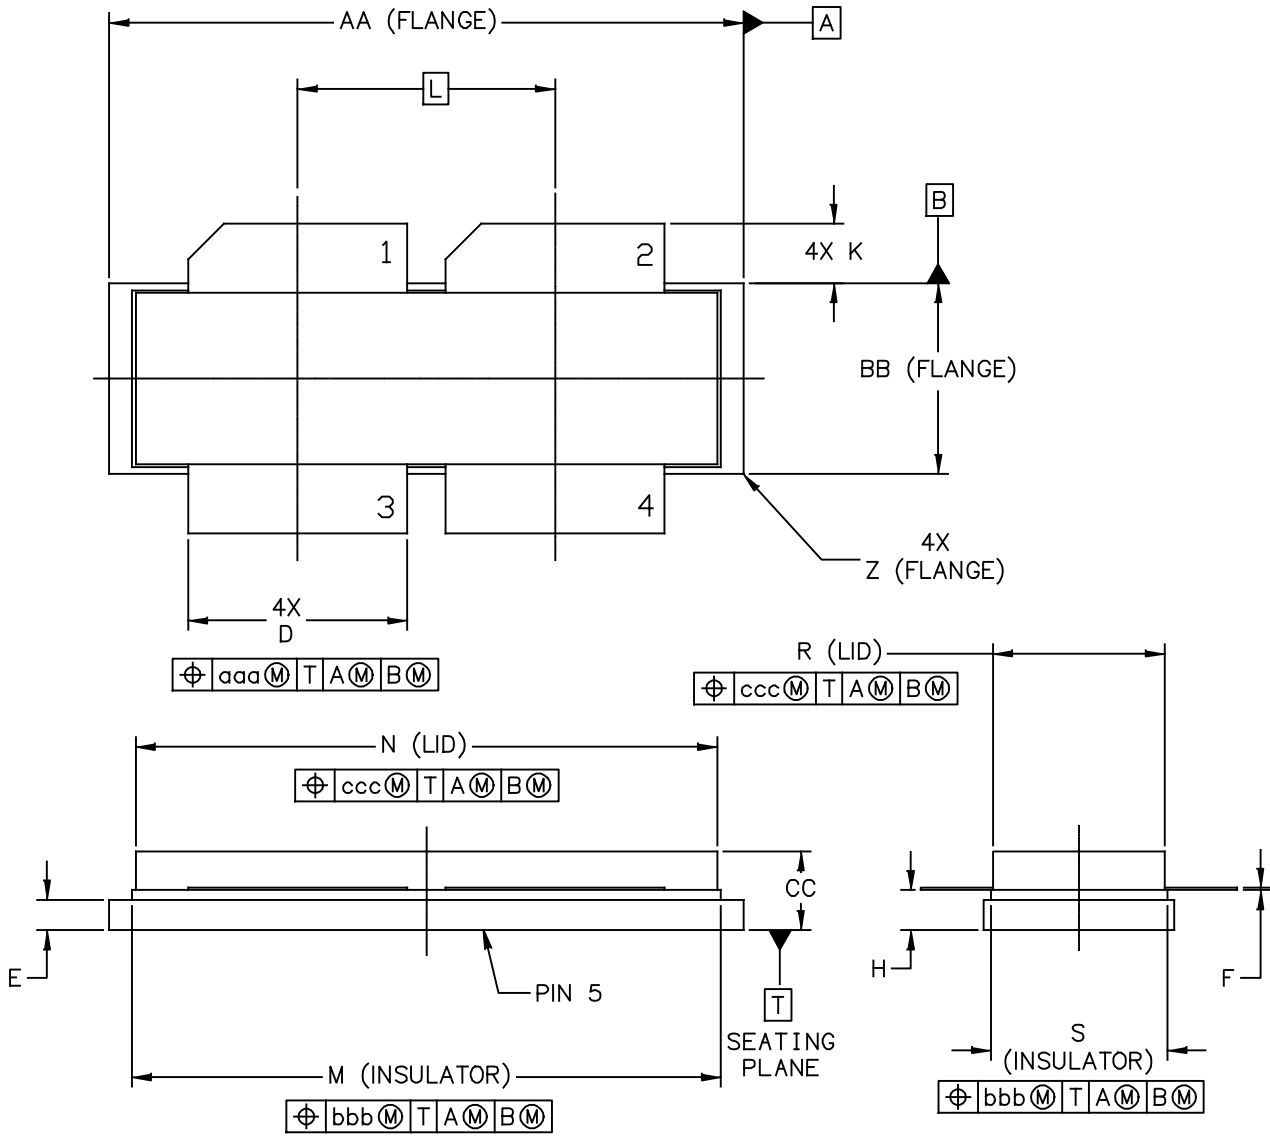 AA (FLANGE)
A
L
B
1
2
4X K
BB (FLANGE)
3
4
4X
Z (FLANGE)
4X
D
⌖ aaa Ⓜ T A Ⓜ B Ⓜ
R (LID)
⌖ ccc Ⓜ T A Ⓜ B Ⓜ
N (LID)
⌖ ccc Ⓜ T A Ⓜ B Ⓜ
CC
E
H
F
PIN 5
T
SEATING
PLANE
S
(INSULATOR)
M (INSULATOR)
⌖ bbb Ⓜ T A Ⓜ B Ⓜ
⌖ bbb Ⓜ T A Ⓜ B Ⓜ